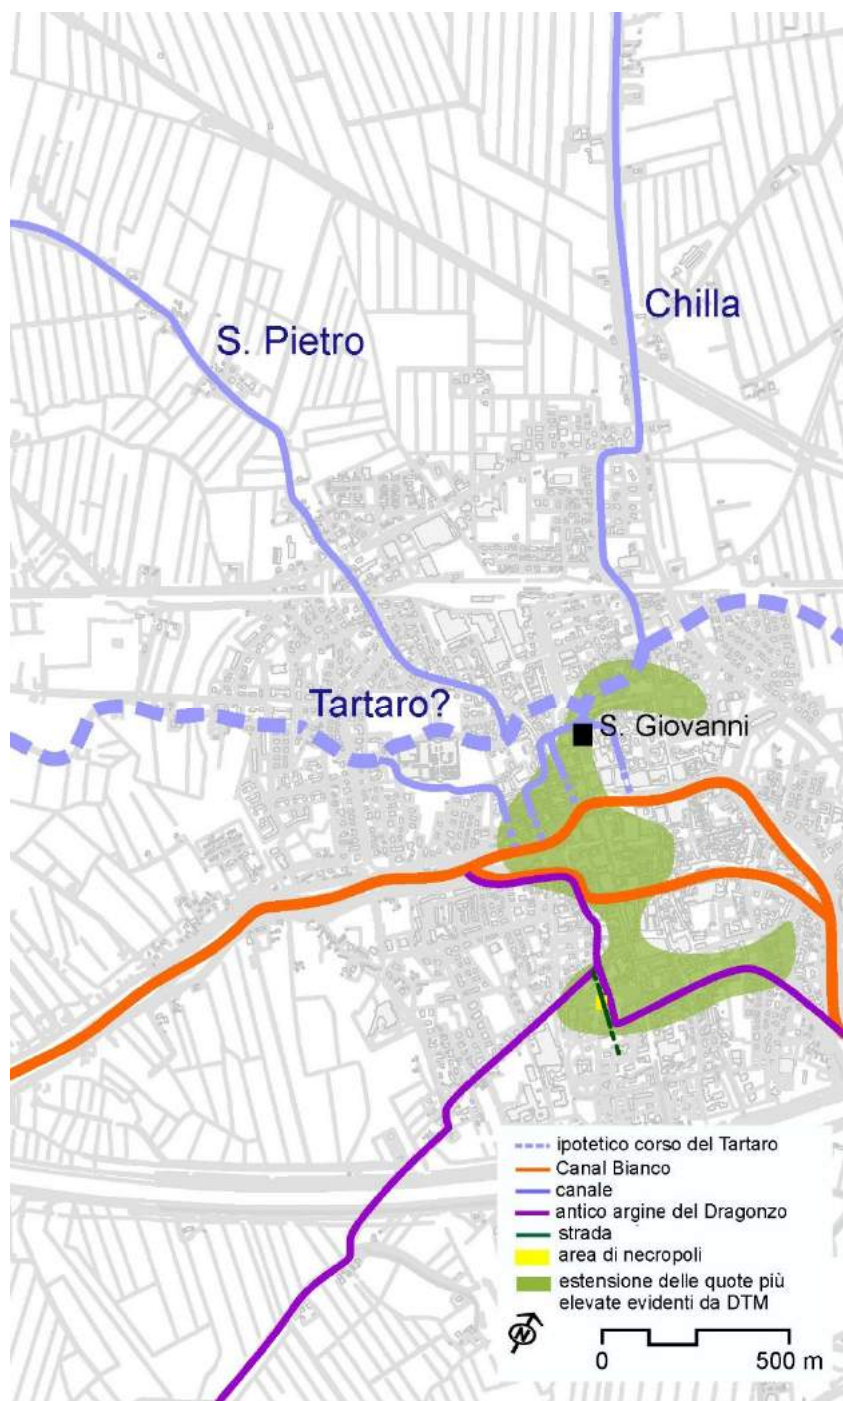 Chilla
S. Pietro
Tartaro?
S. Giovanni
ipotetico corso del Tartaro
Canal Bianco
canale
antico argine del Dragonzo
strada
area di necropoli
estensione delle quote più
elevate evidenti da DTM
N
0 500 m